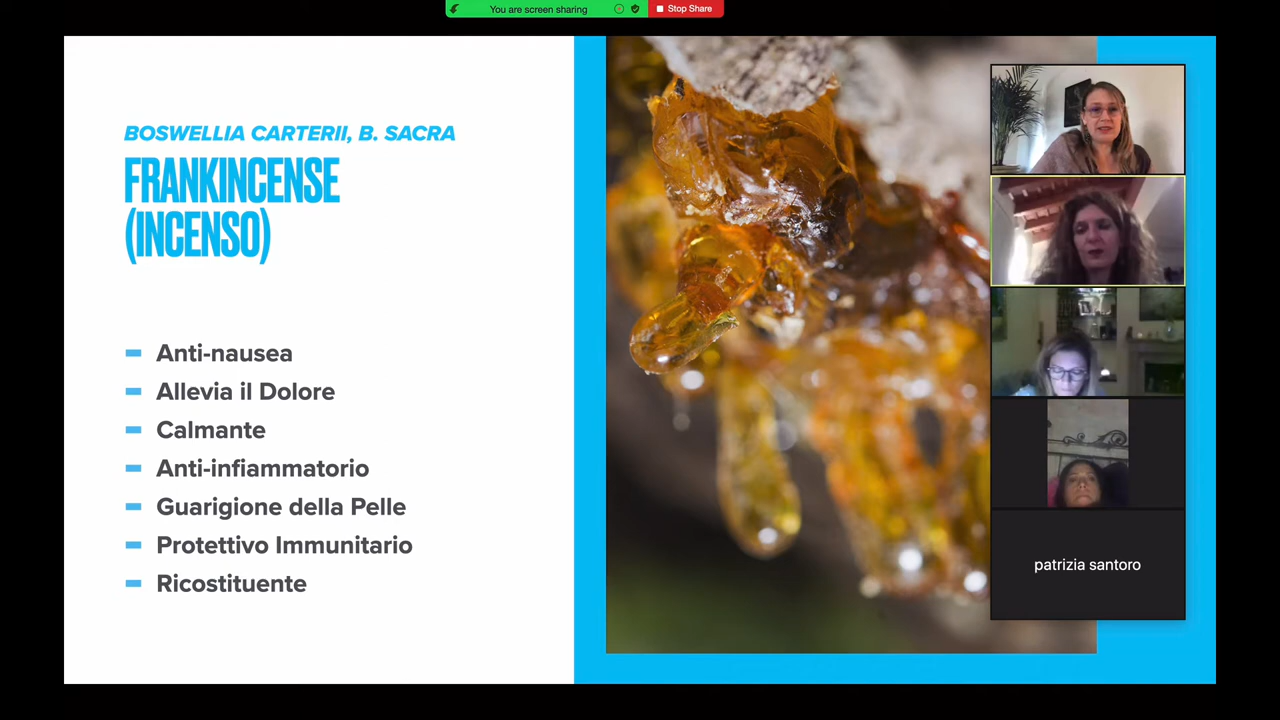 You are screen sharing
Stop Share
BOSWELLIA CARTERII, B. SACRA
FRANKINCENSE
(INCENSO)
Anti-nausea
Allevia il Dolore
Calmante
Anti-infiammatorio
Guarigione della Pelle
Protettivo Immunitario
Ricostituente
patrizia santoro